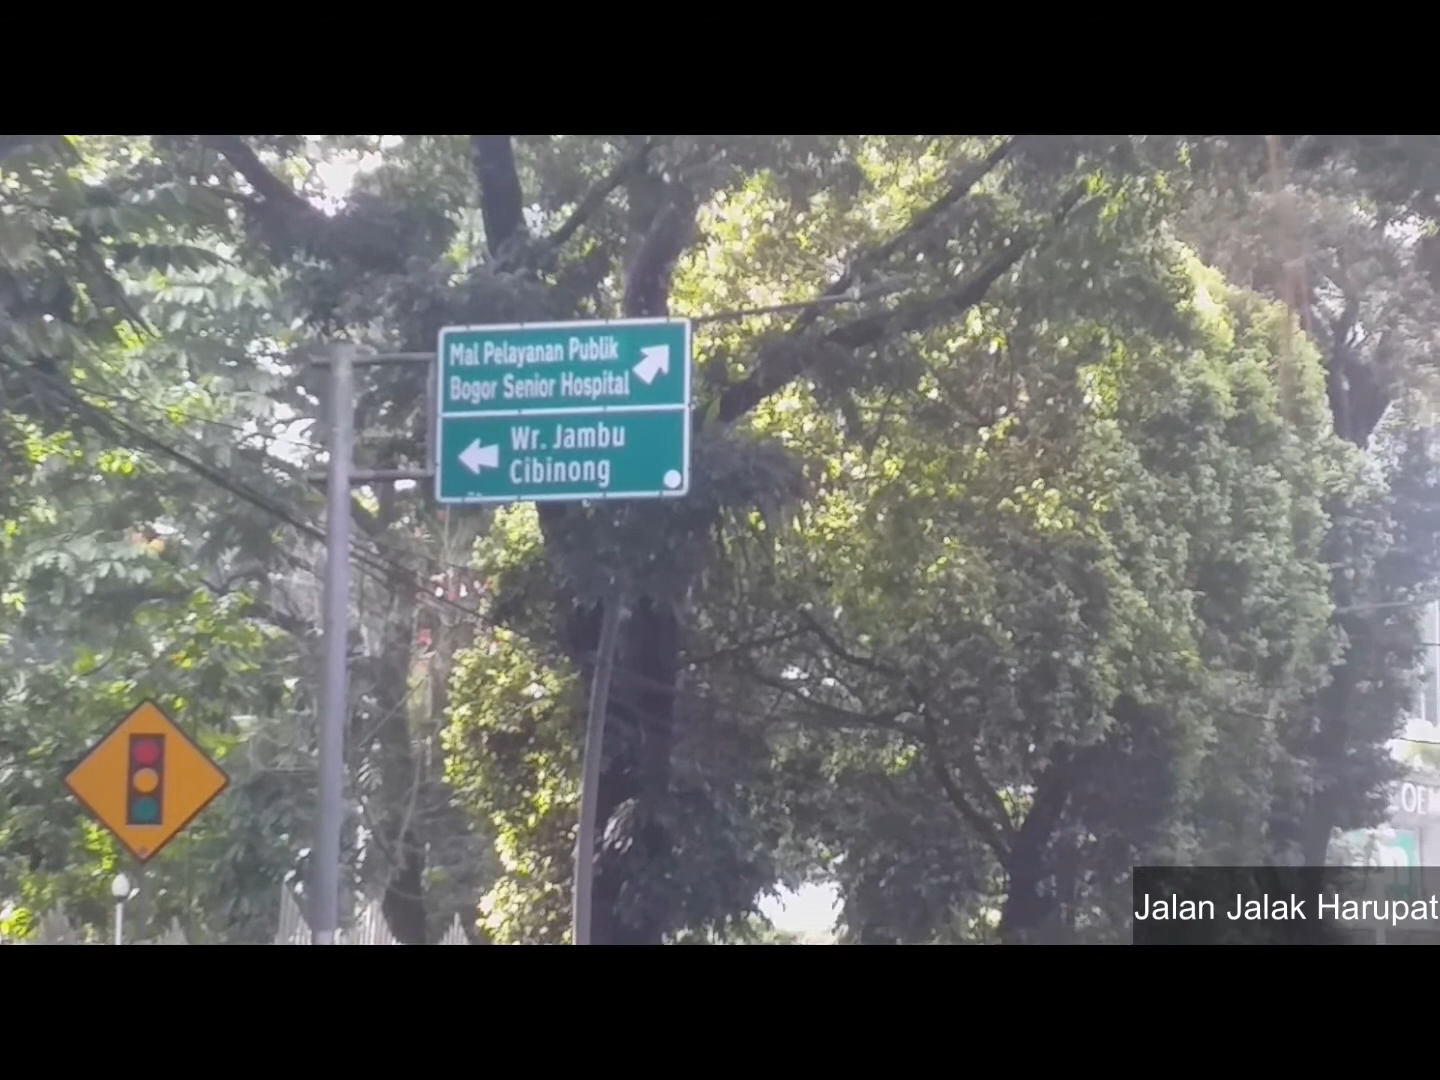 Mal Pelayanan Publik
Bogor Senior Hospital
Wr. Jambu
Cibinong
Jalan Jalak Harupat